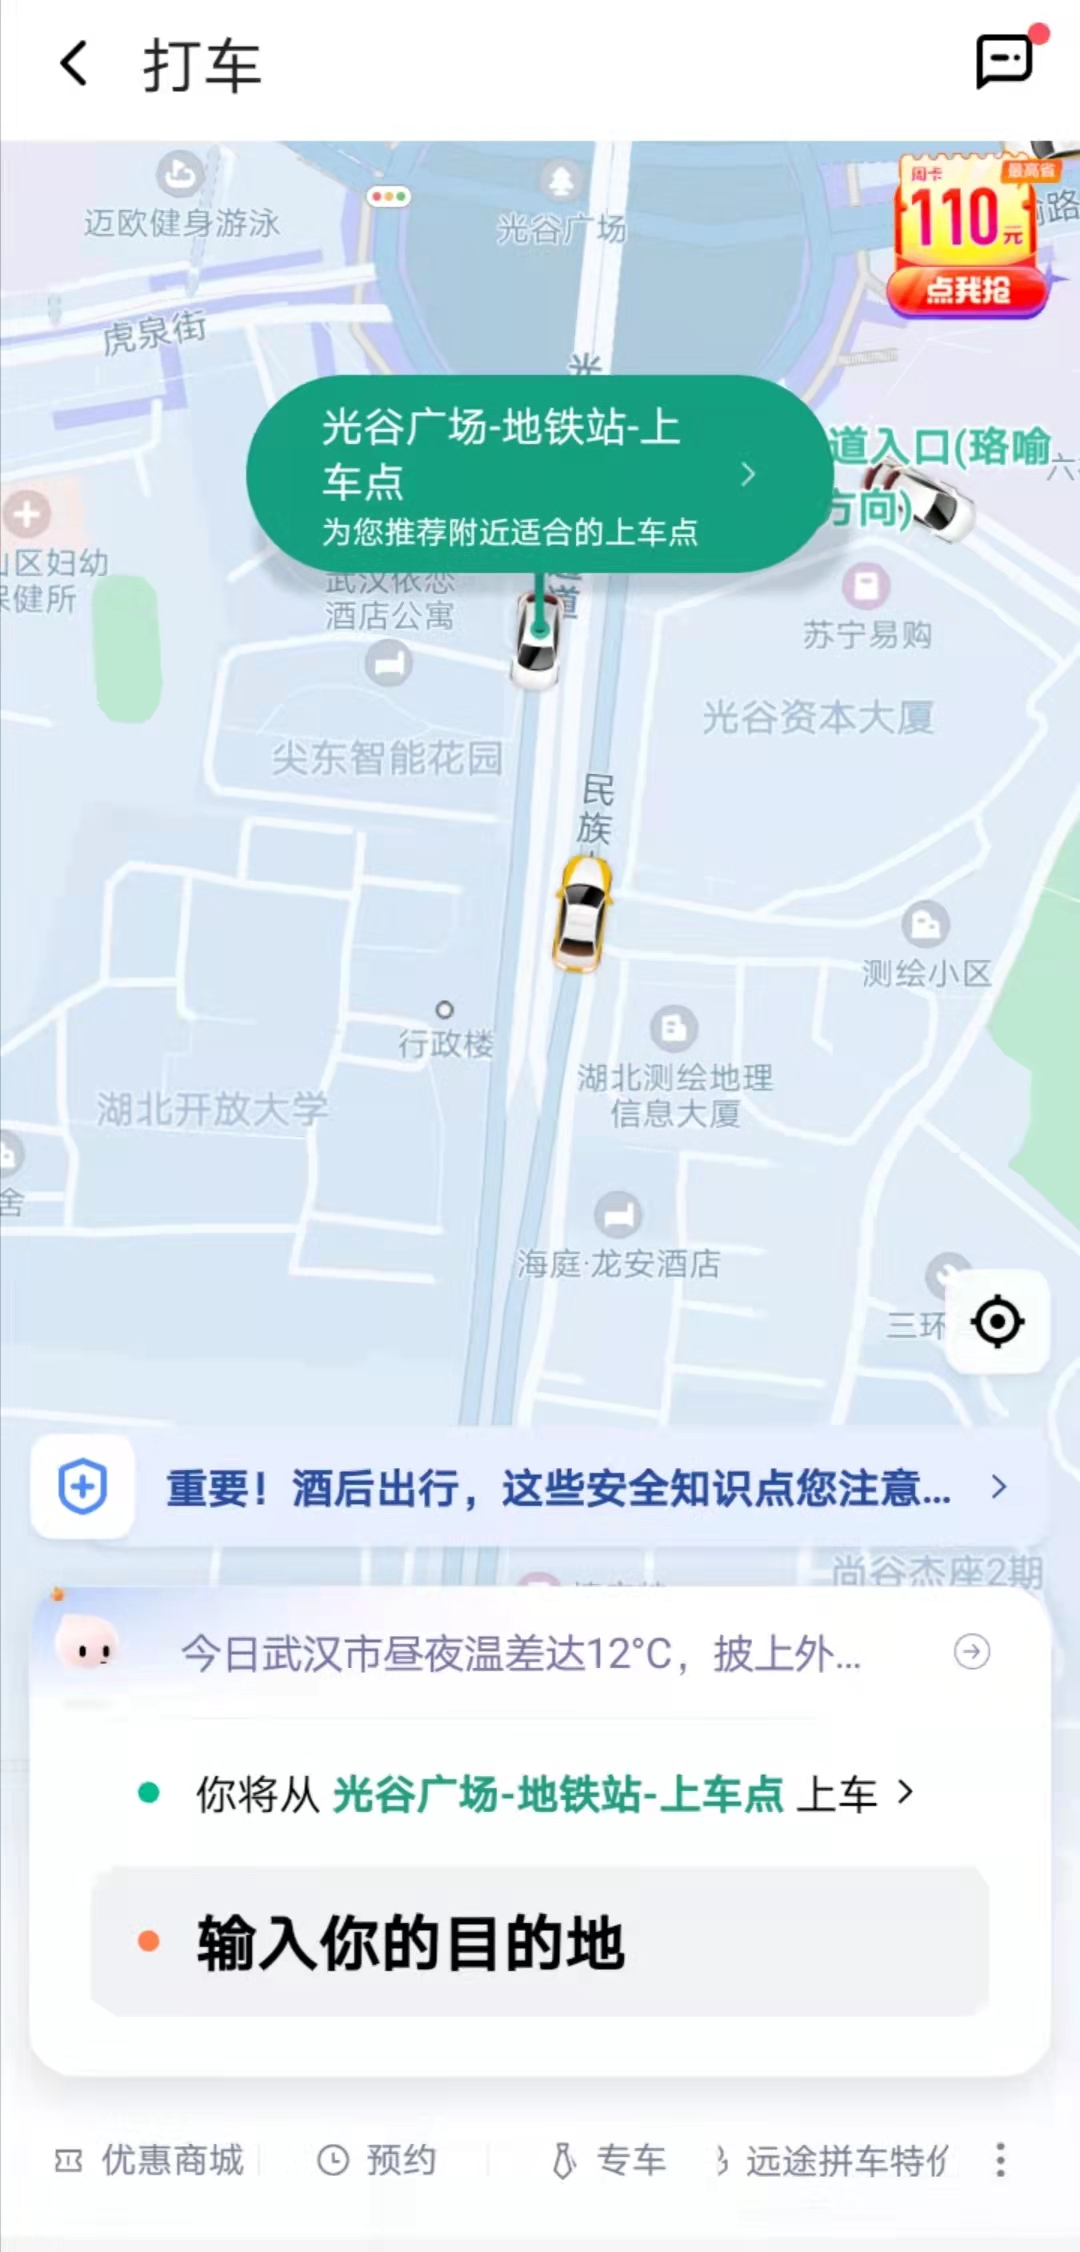 打车
迈欧健身游泳
光谷广场
周卡
最高省
110元
点我抢
虎泉街
光
光谷广场-地铁站-上
车点
为您推荐附近适合的上车点
道入口(珞喻
方向)
区妇幼
保健所
武汉依恋
酒店公寓
道
苏宁易购
光谷资本大厦
尖东智能花园
民族
测绘小区
行政楼
湖北测绘地理
信息大厦
湖北开放大学
舍
海庭·龙安酒店
三环
重要！酒后出行，这些安全知识点您注意...
尚谷杰座2期
今日武汉市昼夜温差达12°C，披上外...
你将从 光谷广场-地铁站-上车点 上车
输入你的目的地
优惠商城
预约
专车
远途拼车特价